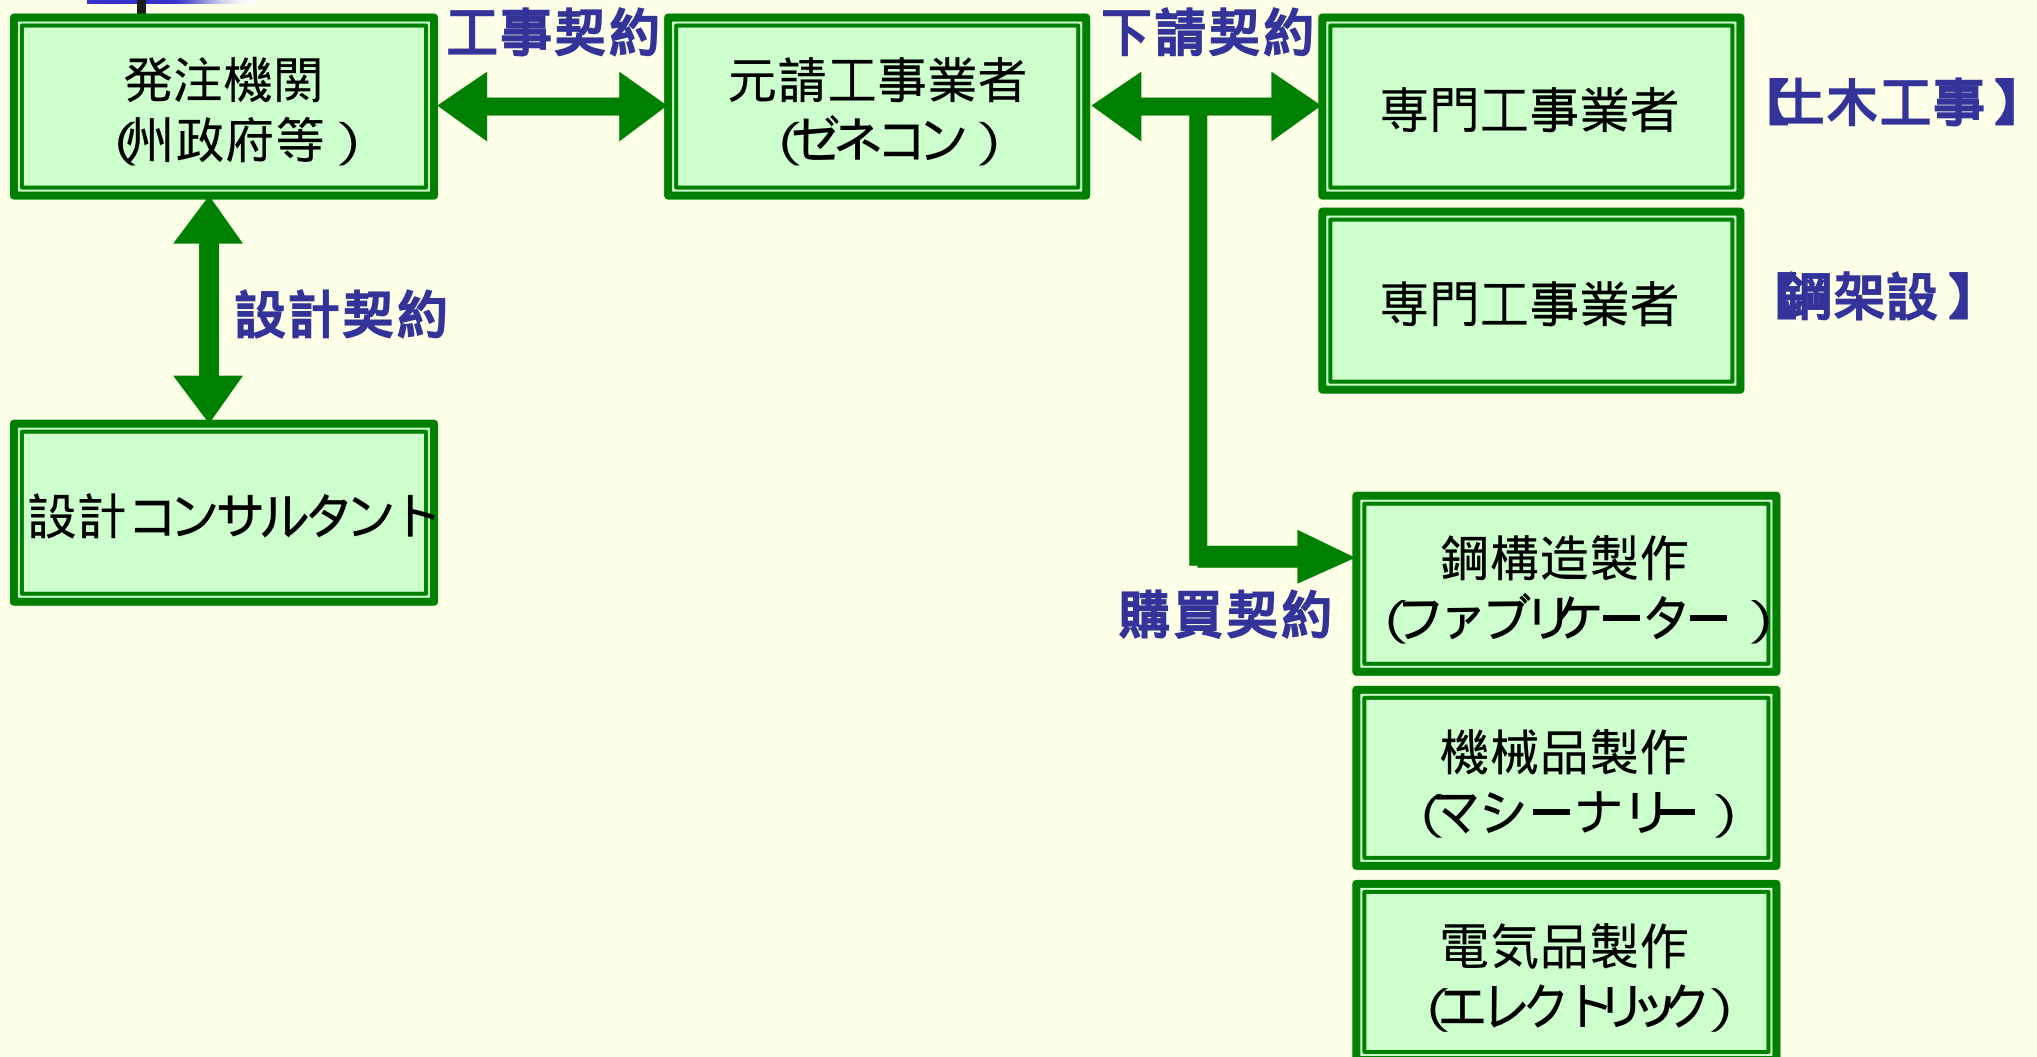 工事契約
下請契約
発注機関
(州政府等)
元請工事業者
(ゼネコン)
専門工事業者
【土木工事】
専門工事業者
【鋼架設】
設計契約
設計コンサルタント
購買契約
鋼構造製作
(ファブリケーター)
機械品製作
(マシーナリー)
電気品製作
(エレクトリック)